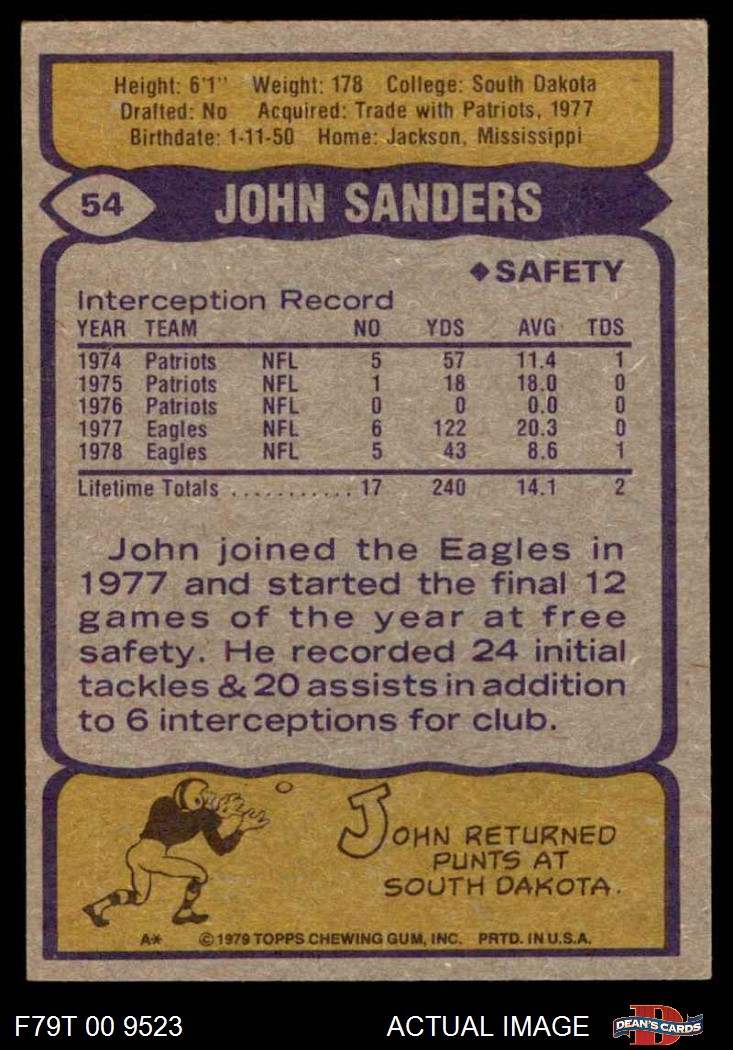 Height: 6'1" Weight: 178 College: South Dakota
Drafted: No Acquired: Trade with Patriots, 1977
Birthdate: 1-11-50 Home: Jackson, Mississippi
54 JOHN SANDERS
◆SAFETY
Interception Record
YEAR TEAM NO YDS AVG TDS
1974 Patriots NFL 5 57 11.4 1
1975 Patriots NFL 1 18 18.0 0
1976 Patriots NFL 0 0 0.0 0
1977 Eagles NFL 6 122 20.3 0
1978 Eagles NFL 5 43 8.6 1
Lifetime Totals ........... 17 240 14.1 2
John joined the Eagles in
1977 and started the final 12
games of the year at free
safety. He recorded 24 initial
tackles & 20 assists in addition
to 6 interceptions for club.
JOHN RETURNED
PUNTS AT
SOUTH DAKOTA.
A* ©1979 TOPPS CHEWING GUM, INC. PRTD. IN U.S.A.
F79T 00 9523 ACTUAL IMAGE D DEAN'S CARDS